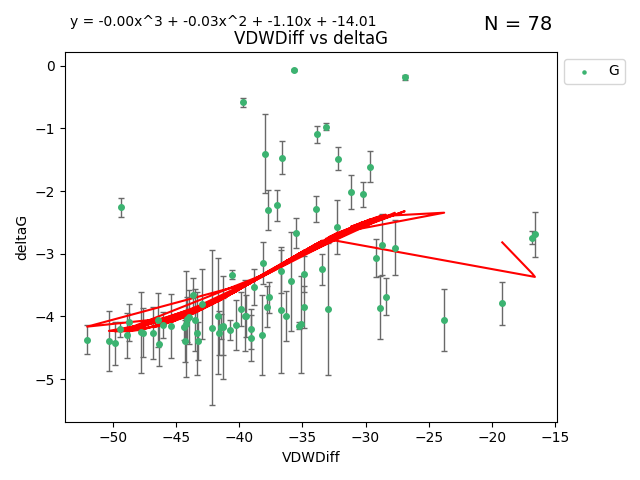 y = -0.00x^3 + -0.03x^2 + -1.10x + -14.01
N = 78
VDWDiff vs deltaG
G
deltaG
0
−1
−2
−3
−4
−5
−50 −45 −40 −35 −30 −25 −20 −15
VDWDiff